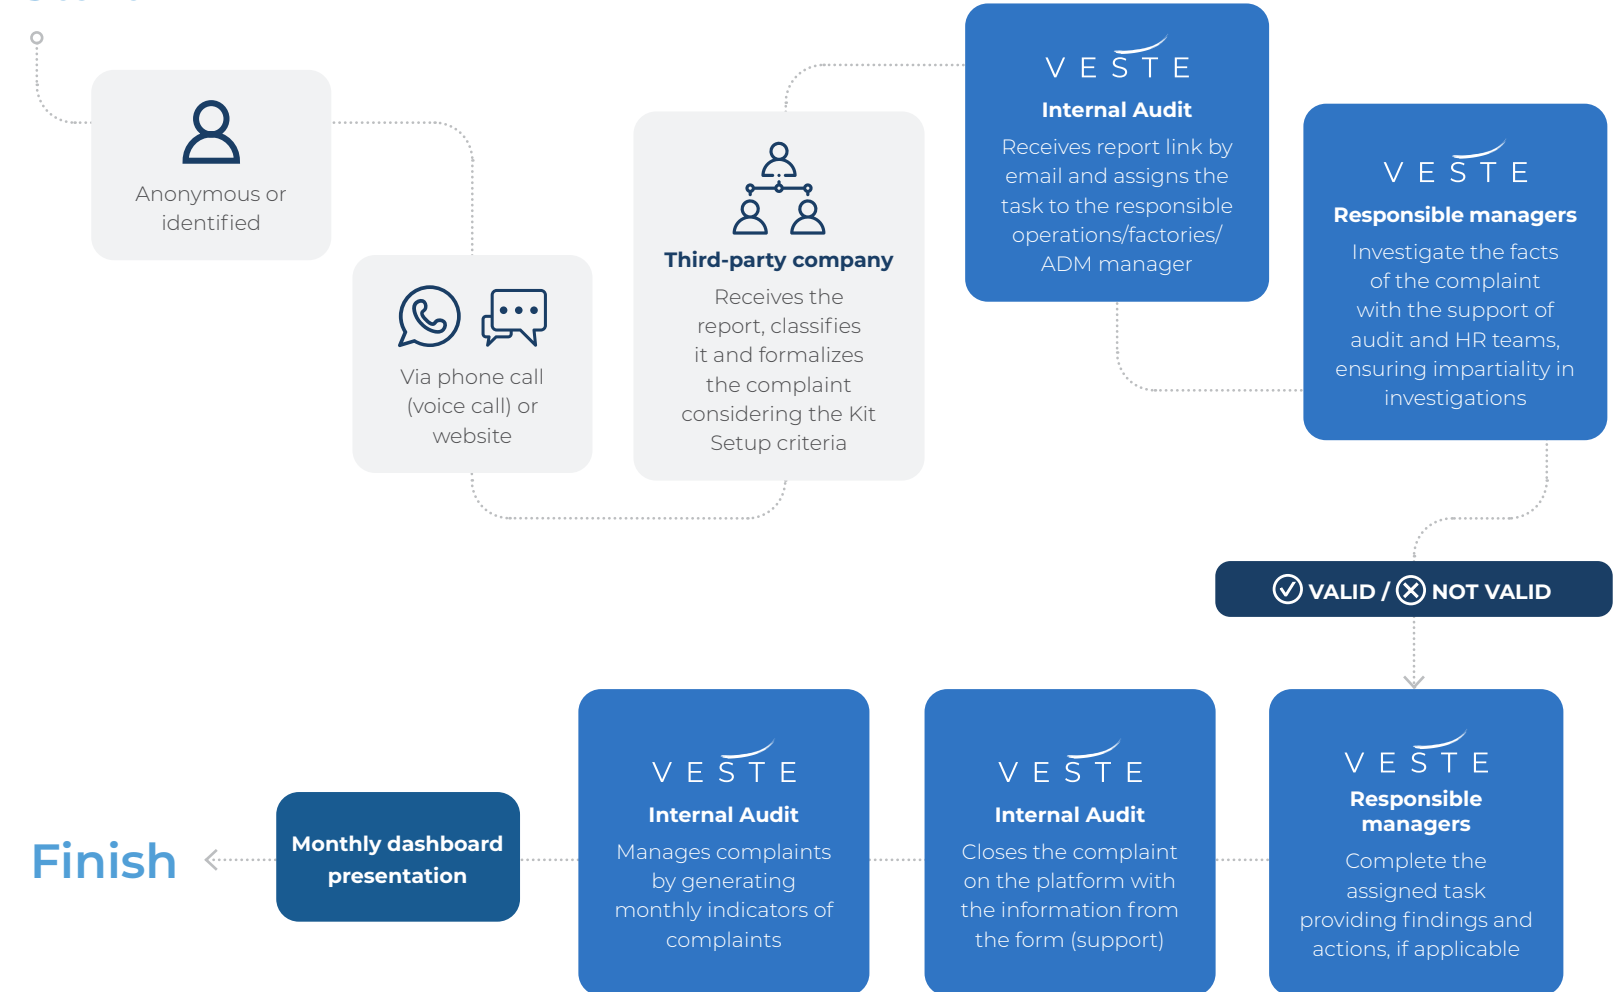 Anonymous or
identified
Via phone call
(voice call) or
website
Third-party company
Receives the
report, classifies
it and formalizes
the complaint
considering the Kit
Setup criteria
VESTE
Internal Audit
Receives report link by
email and assigns the
task to the responsible
operations/factories/
ADM manager
VESTE
Responsible managers
Investigate the facts
of the complaint
with the support of
audit and HR teams,
ensuring impartiality in
investigations
VALID / NOT VALID
VESTE
Responsible
managers
Complete the
assigned task
providing findings and
actions, if applicable
VESTE
Internal Audit
Closes the complaint
on the platform with
the information from
the form (support)
VESTE
Internal Audit
Manages complaints
by generating
monthly indicators of
complaints
Monthly dashboard
presentation
Finish